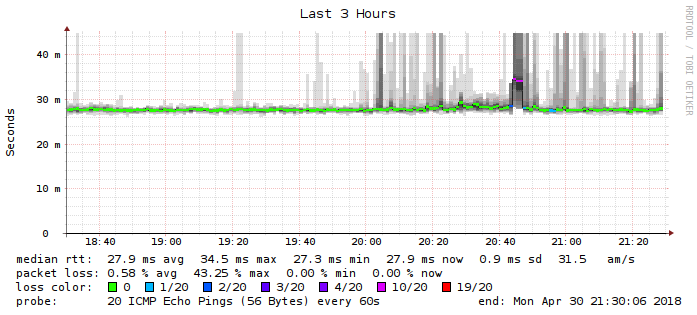 Last 3 Hours
RRDTOOL / TOBI OETIKER
Seconds
40 m
30 m
20 m
10 m
0
18:40 19:00 19:20 19:40 20:00 20:20 20:40 21:00 21:20
median rtt: 27.9 ms avg 34.5 ms max 27.3 ms min 27.9 ms now 0.9 ms sd 31.5 am/s
packet loss: 0.58 % avg 43.25 % max 0.00 % min 0.00 % now
loss color: 0 1/20 2/20 3/20 4/20 10/20 19/20
probe: 20 ICMP Echo Pings (56 Bytes) every 60s end: Mon Apr 30 21:30:06 2018